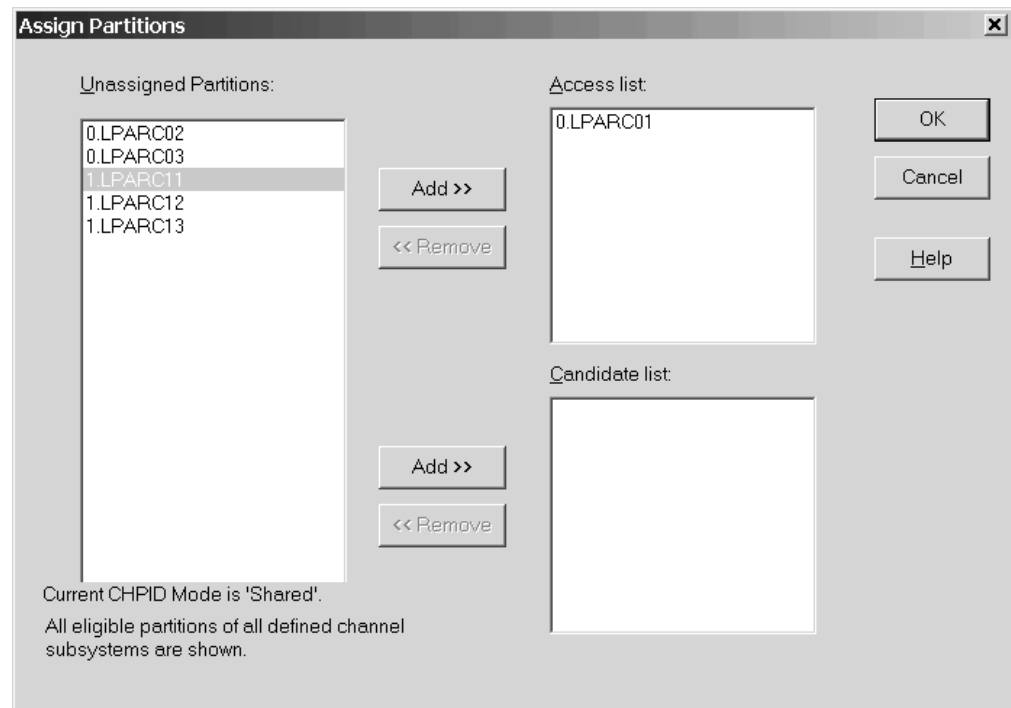 Assign Partitions
Unassigned Partitions:
0.LPARC02
0.LPARC03
1.LPARC11
1.LPARC12
1.LPARC13
Add >>
<< Remove
Add >>
<< Remove
Access list:
0.LPARC01
Candidate list:
OK
Cancel
Help
Current CHPID Mode is 'Shared'.
All eligible partitions of all defined channel
subsystems are shown.